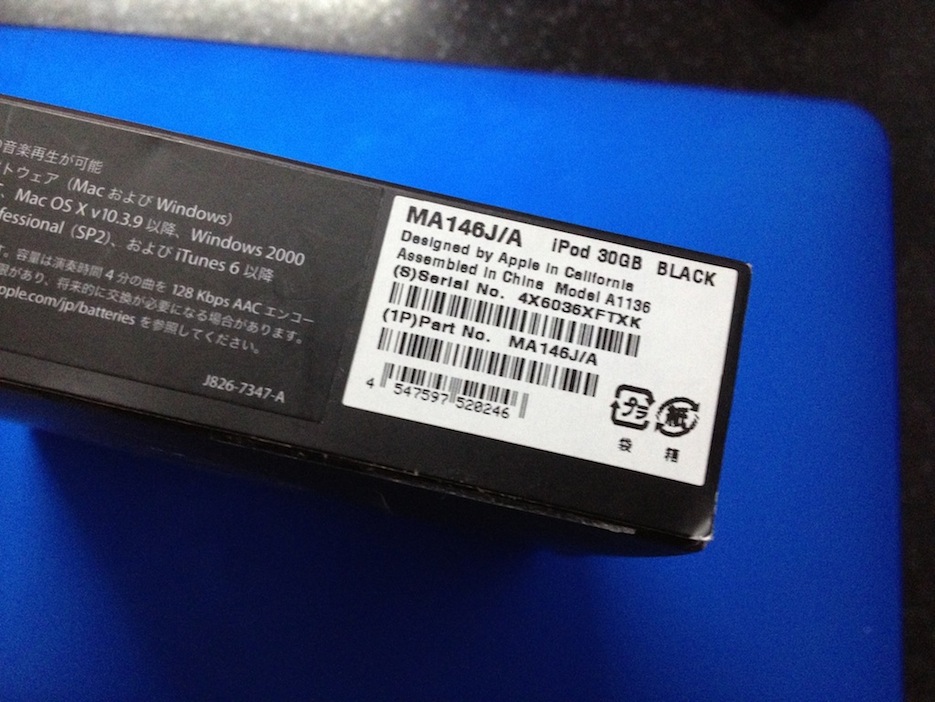 の音楽再生が可能
トウェア（Mac および Windows）
、Mac OS X v10.3.9 以降、Windows 2000
fessional (SP2)、および iTunes 6 以降
す。容量は演奏時間 4 分の曲を 128 Kbps AAC エンコー
限があり、将来的に交換が必要になる場合があります。
apple.com/jp/batteries を参照してください。
J826-7347-A
MA146J/A iPod 30GB BLACK
Designed by Apple in California
Assembled in China Model A1136
(S)Serial No. 4X6036XFTXK
(1P)Part No. MA146J/A
4 547597 520246
プラ 紙
袋 箱